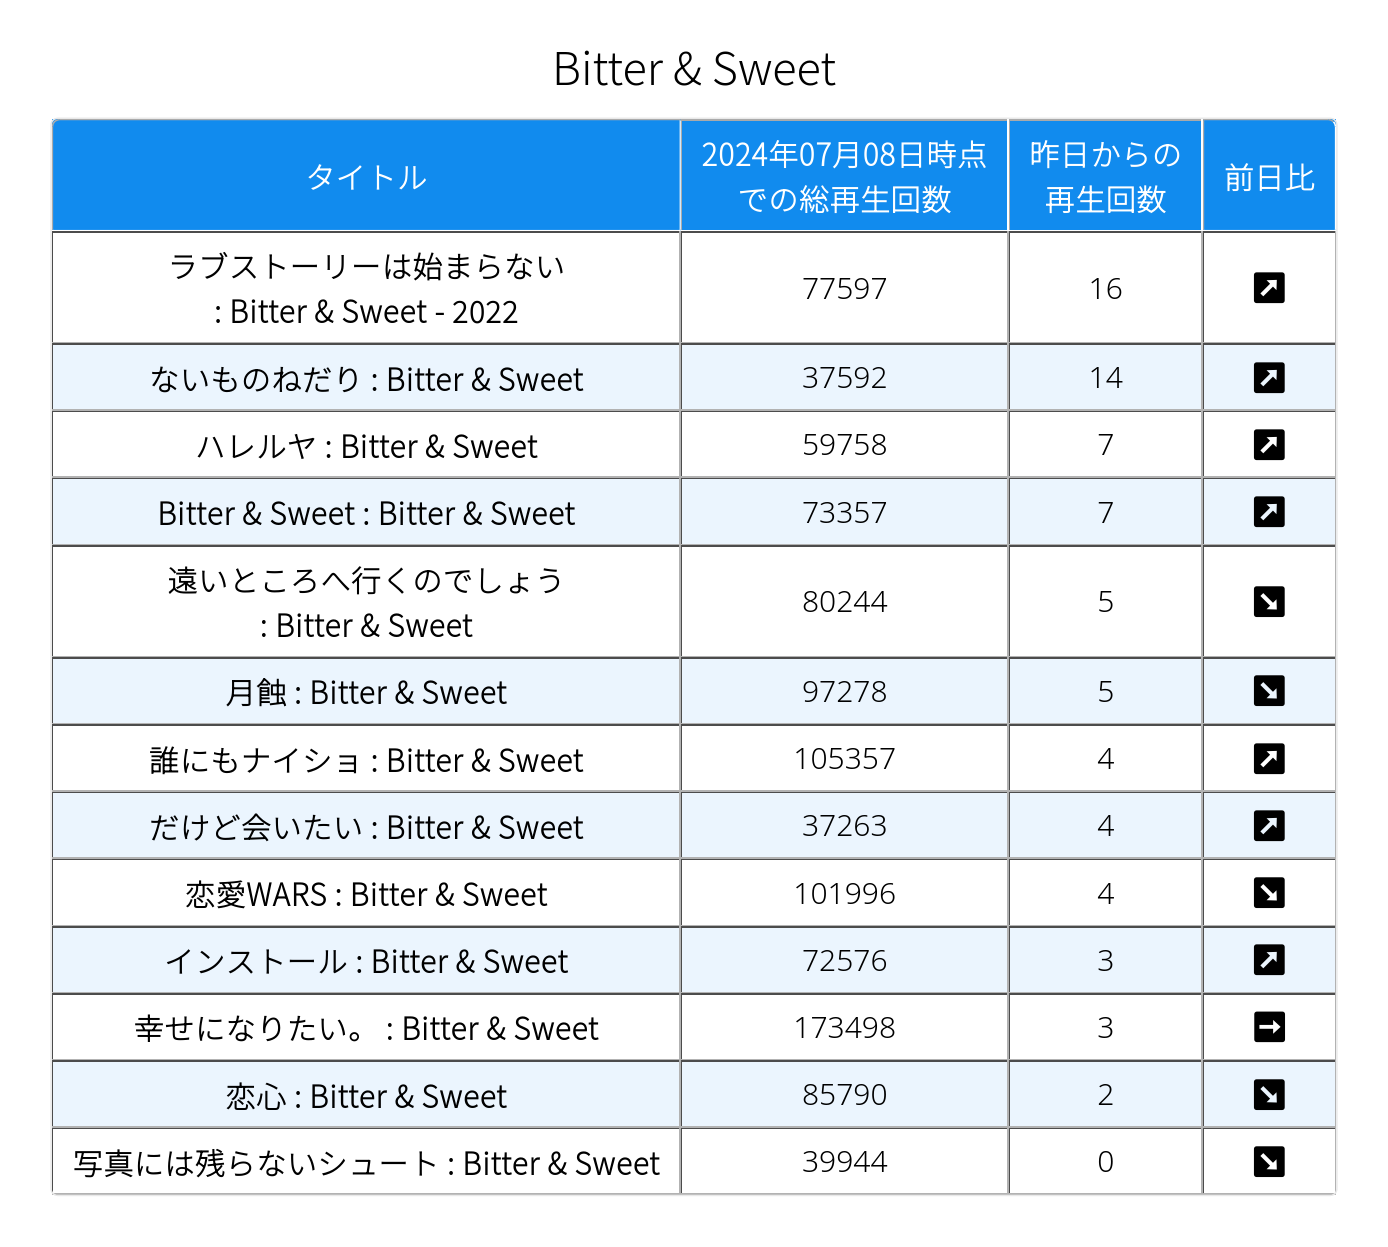 Bitter & Sweet
タイトル
2024年07月08日時点
での総再生回数
昨日からの
再生回数
前日比
ラブストーリーは始まらない
: Bitter & Sweet - 2022
77597
16
ないものねだり : Bitter & Sweet
37592
14
ハレルヤ : Bitter & Sweet
59758
7
Bitter & Sweet : Bitter & Sweet
73357
7
遠いところへ行くのでしょう
: Bitter & Sweet
80244
5
月蝕 : Bitter & Sweet
97278
5
誰にもナイショ : Bitter & Sweet
105357
4
だけど会いたい : Bitter & Sweet
37263
4
恋愛WARS : Bitter & Sweet
101996
4
インストール : Bitter & Sweet
72576
3
幸せになりたい。 : Bitter & Sweet
173498
3
恋心 : Bitter & Sweet
85790
2
写真には残らないシュート : Bitter & Sweet
39944
0